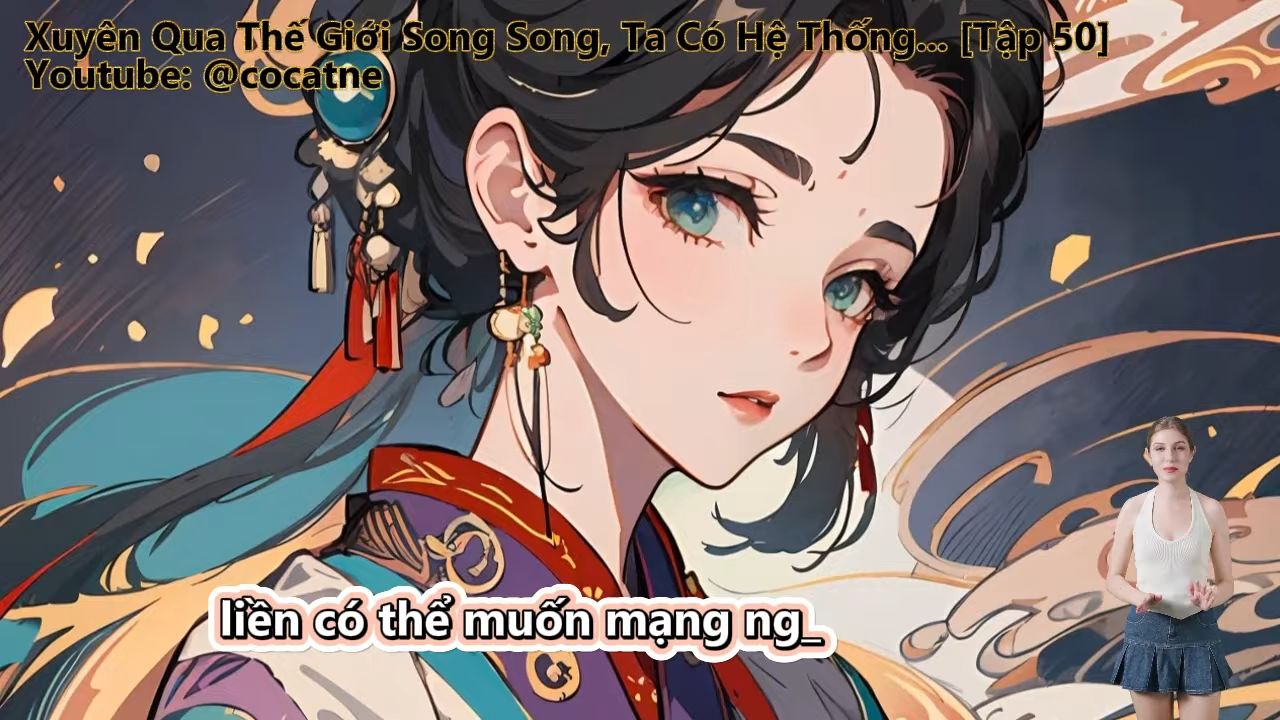 Xuyên Qua Thế Giới Song Song, Ta Có Hệ Thống... [Tập 50]
Youtube: @cocatne
liền có thể muốn mạng ng_